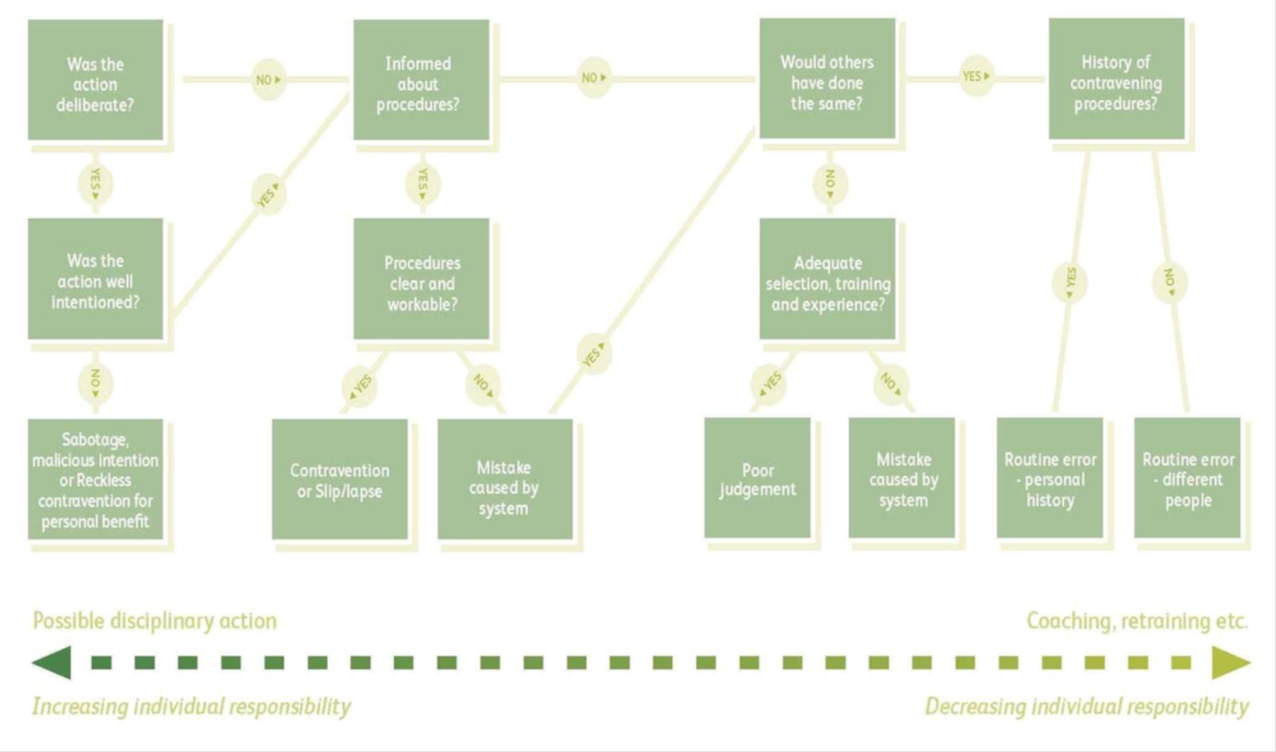 Was the
action
deliberate?
NO
Informed
about
procedures?
NO
Would others
have done
the same?
YES
History of
contravening
procedures?
YES
YES
YES
NO
Was the
action well
intentioned?
Procedures
clear and
workable?
Adequate
selection, training
and experience?
YES
NO
NO
YES
NO
YES
YES
NO
Sabotage,
malicious intention
or Reckless
contravention for
personal benefit
Contravention
or Slip/lapse
Mistake
caused by
system
Poor
judgement
Mistake
caused by
system
Routine error
- personal
history
Routine error
- different
people
Possible disciplinary action
Coaching, retraining etc.
Increasing individual responsibility
Decreasing individual responsibility